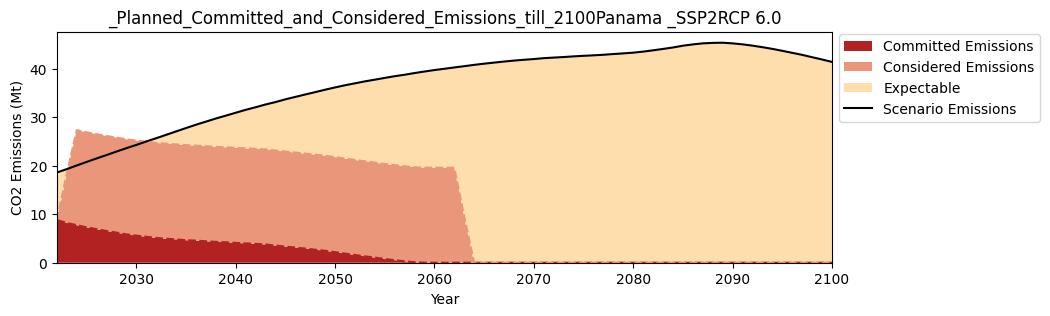 _Planned_Committed_and_Considered_Emissions_till_2100Panama _SSP2RCP 6.0
Committed Emissions
Considered Emissions
Expectable
Scenario Emissions
CO2 Emissions (Mt)
40
30
20
10
0
2030 2040 2050 2060 2070 2080 2090 2100
Year